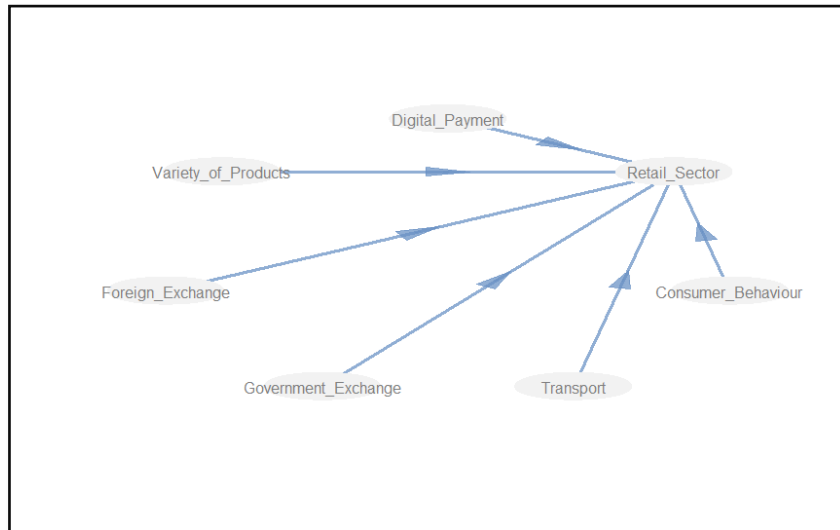 Digital_Payment
Variety_of_Products
Retail_Sector
Foreign_Exchange
Consumer_Behaviour
Government_Exchange
Transport